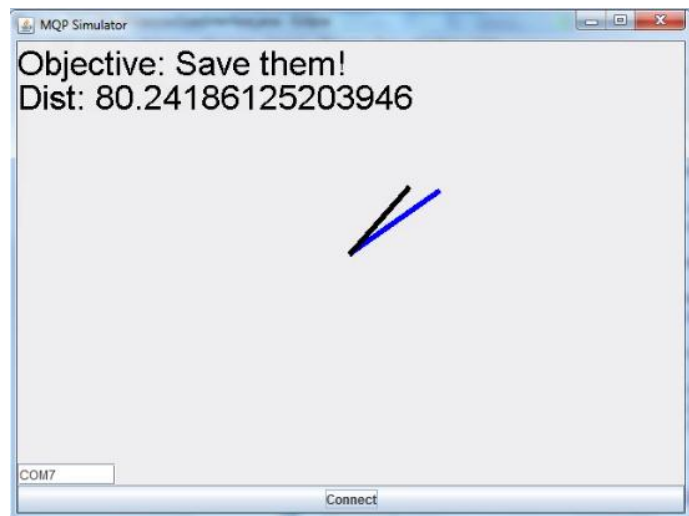 MQP Simulator
Objective: Save them!
Dist: 80.24186125203946
COM7
Connect